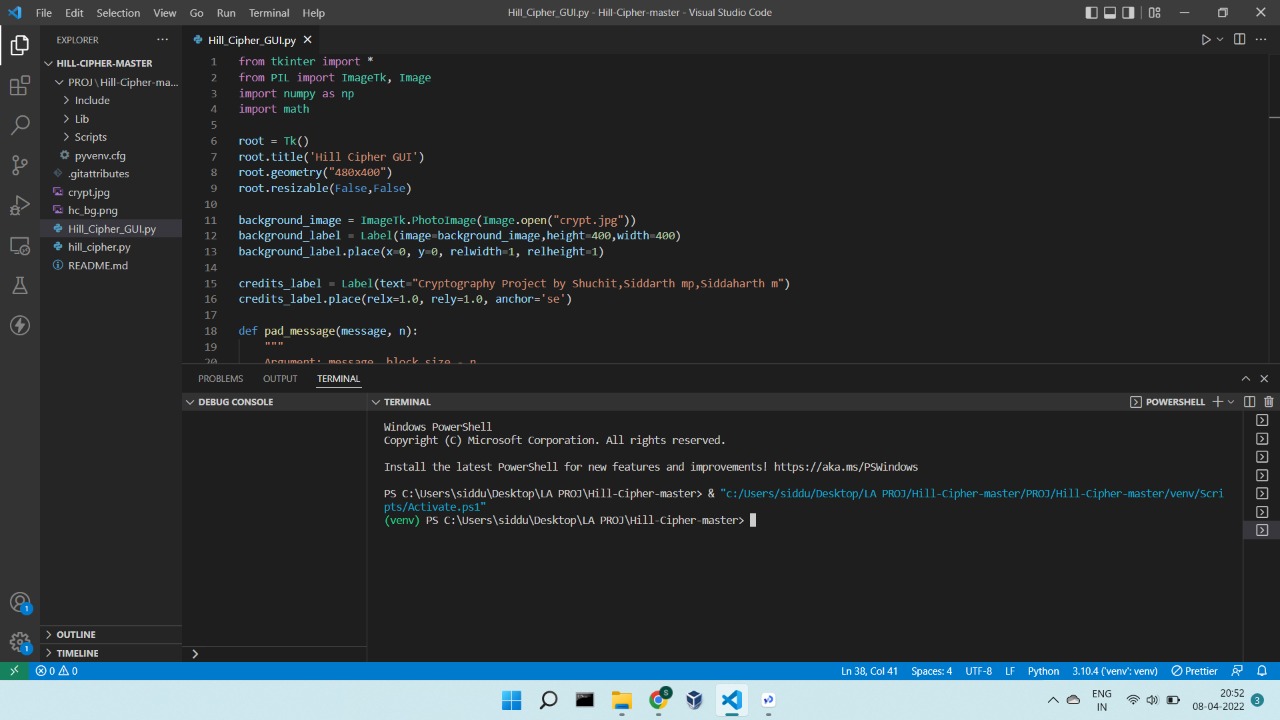 File Edit Selection View Go Run Terminal Help
Hill_Cipher_GUI.py - Hill-Cipher-master - Visual Studio Code
EXPLORER
HILL-CIPHER-MASTER
PROJ \ Hill-Cipher-ma...
Include
Lib
Scripts
pyvenv.cfg
.gitattributes
crypt.jpg
hc_bg.png
Hill_Cipher_GUI.py
hill_cipher.py
README.md
OUTLINE
TIMELINE
Hill_Cipher_GUI.py
1 from tkinter import *
2 from PIL import ImageTk, Image
3 import numpy as np
4 import math
5
6 root = Tk()
7 root.title('Hill Cipher GUI')
8 root.geometry("480x400")
9 root.resizable(False,False)
10
11 background_image = ImageTk.PhotoImage(Image.open("crypt.jpg"))
12 background_label = Label(image=background_image,height=400,width=400)
13 background_label.place(x=0, y=0, relwidth=1, relheight=1)
14
15 credits_label = Label(text="Cryptography Project by Shuchit,Siddarth mp,Siddaharth m")
16 credits_label.place(relx=1.0, rely=1.0, anchor='se')
17
18 def pad_message(message, n):
19 """
20 Argument: message, block size - n
PROBLEMS OUTPUT TERMINAL
DEBUG CONSOLE
TERMINAL
POWERSHELL
Windows PowerShell
Copyright (C) Microsoft Corporation. All rights reserved.
Install the latest PowerShell for new features and improvements! https://aka.ms/PSWindows
PS C:\Users\siddu\Desktop\LA PROJ\Hill-Cipher-master> & "c:/Users/siddu/Desktop/LA PROJ/Hill-Cipher-master/PROJ/Hill-Cipher-master/venv/Scri
pts/Activate.ps1"
(venv) PS C:\Users\siddu\Desktop\LA PROJ\Hill-Cipher-master>
1
1
0 0
Ln 38, Col 41 Spaces: 4 UTF-8 LF Python 3.10.4 ('venv': venv) Prettier
S
ENG
IN
20:52
08-04-2022
3